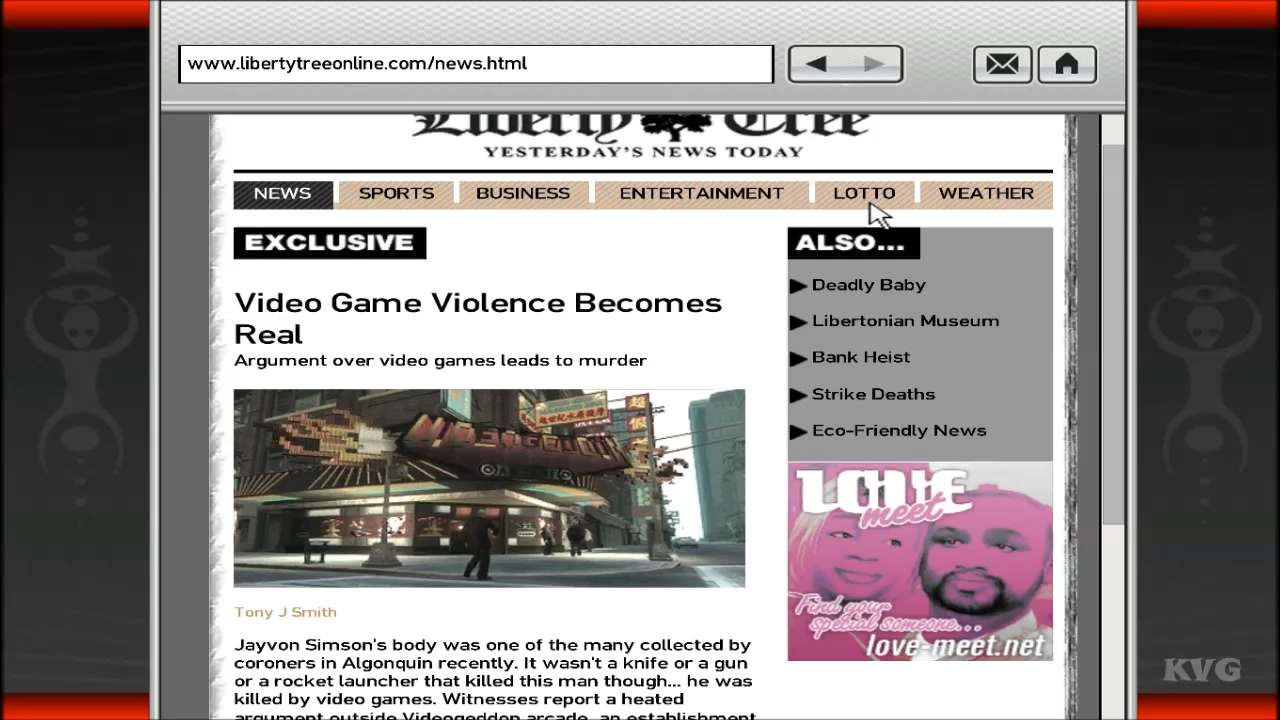 www.libertytreeonline.com/news.html
Liberty Tree
YESTERDAY'S NEWS TODAY
NEWS SPORTS BUSINESS ENTERTAINMENT LOTTO WEATHER
EXCLUSIVE
Video Game Violence Becomes
Real
Argument over video games leads to murder
Tony J Smith
Jayvon Simson's body was one of the many collected by
coroners in Algonquin recently. It wasn't a knife or a gun
or a rocket launcher that killed this man though... he was
killed by video games. Witnesses report a heated
argument outside Videogeddon arcade, an establishment
ALSO...
Deadly Baby
Libertonian Museum
Bank Heist
Strike Deaths
Eco-Friendly News
LOVE
meet
Find your
special someone...
love-meet.net
KVG